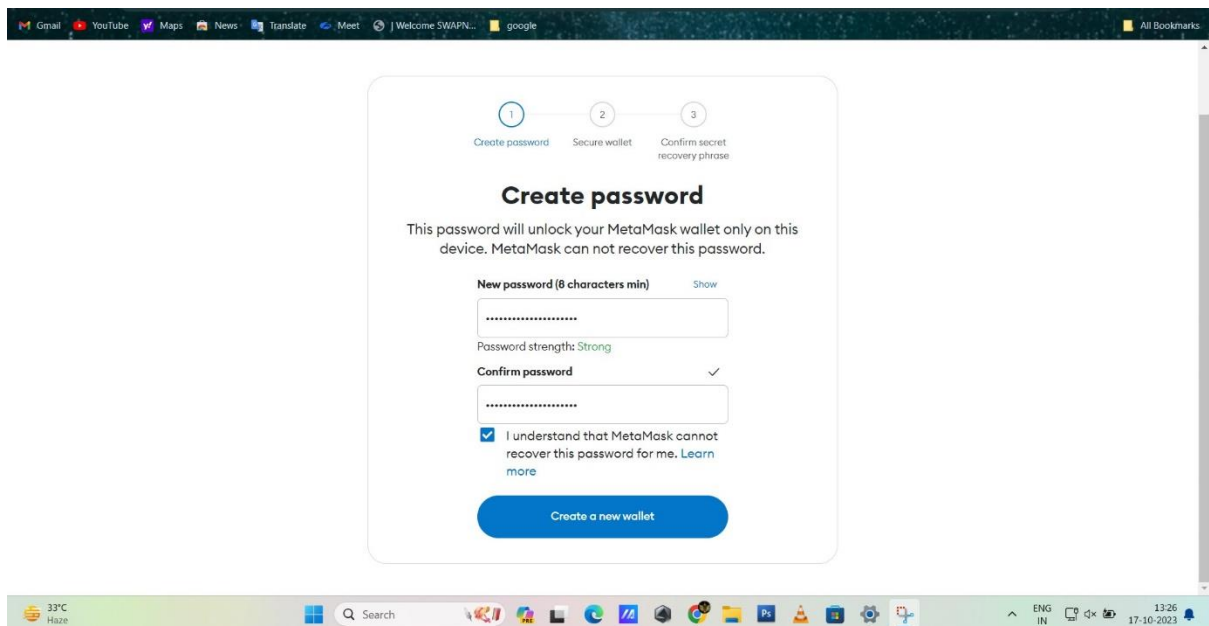 Gmail YouTube Maps News Translate Meet | Welcome SWAPN... google All Bookmarks
1 2 3
Create password Secure wallet Confirm secret
recovery phrase
Create password
This password will unlock your MetaMask wallet only on this
device. MetaMask can not recover this password.
New password (8 characters min) Show
•••••••••••••••••••••
Password strength: Strong
Confirm password
•••••••••••••••••••••
I understand that MetaMask cannot
recover this password for me. Learn
more
Create a new wallet
33°C
Haze
Search
PRE
Ps
ENG
IN
13:26
17-10-2023